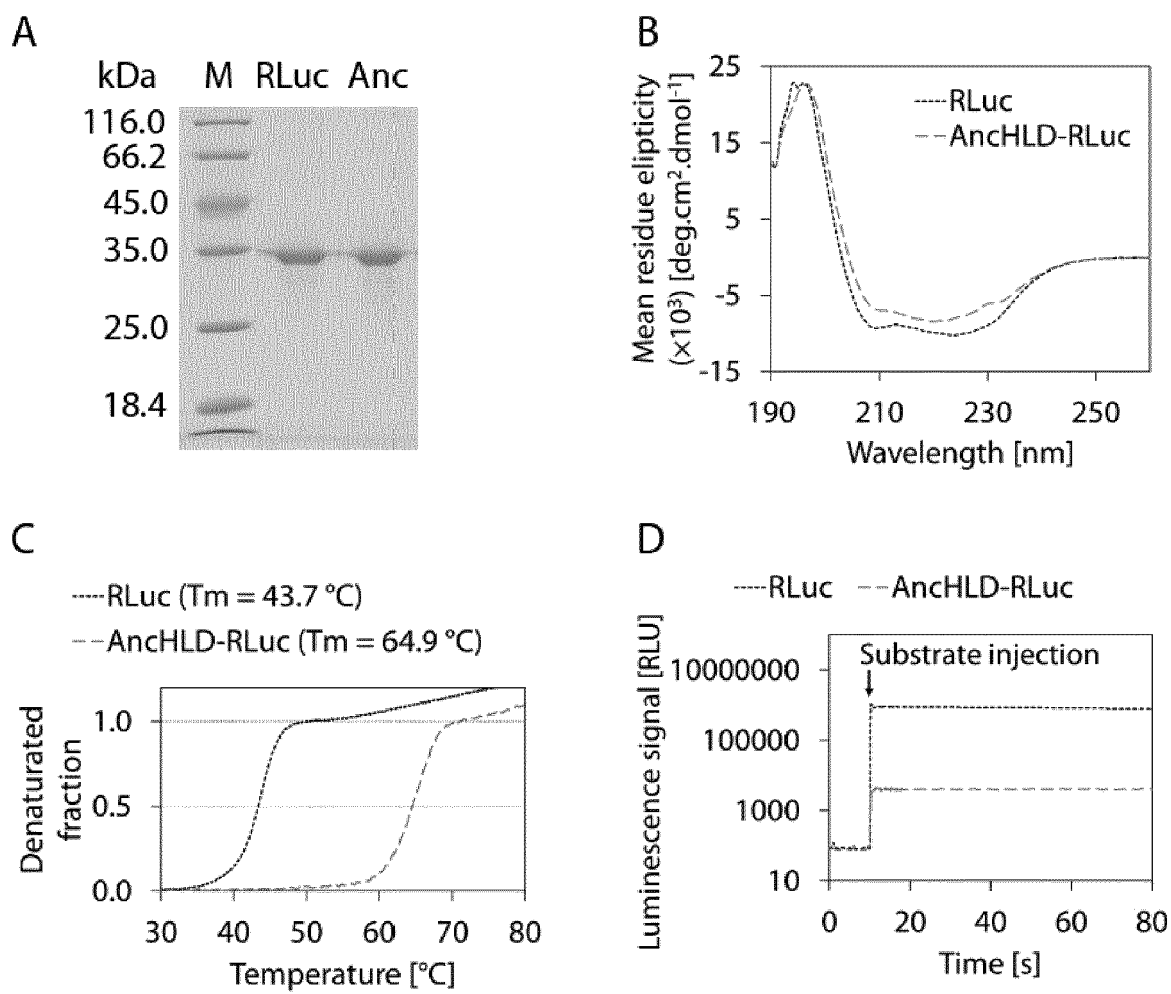 A
kDa M RLuc Anc
116.0
66.2
45.0
35.0
25.0
18.4
B
Mean residue elipticity
(×10³) [deg.cm².dmol⁻¹]
25
15
5
-5
-15
RLuc
AncHLD-RLuc
190 210 230 250
Wavelength [nm]
C
RLuc (Tm = 43.7 °C)
AncHLD-RLuc (Tm = 64.9 °C)
Denaturated
fraction
1.0
0.5
0.0
30 40 50 60 70 80
Temperature [°C]
D
RLuc AncHLD-RLuc
Luminescence signal [RLU]
10000000
100000
1000
10
Substrate injection
0 20 40 60 80
Time [s]